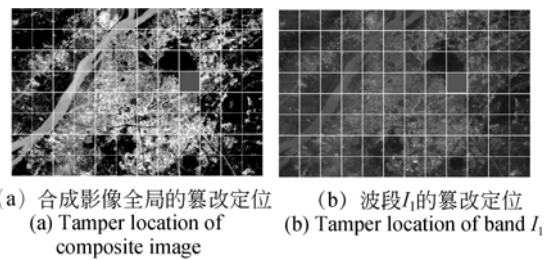 (a) 合成影像全局的篡改定位
(a) Tamper location of
composite image
(b) 波段I₁的篡改定位
(b) Tamper location of band I₁